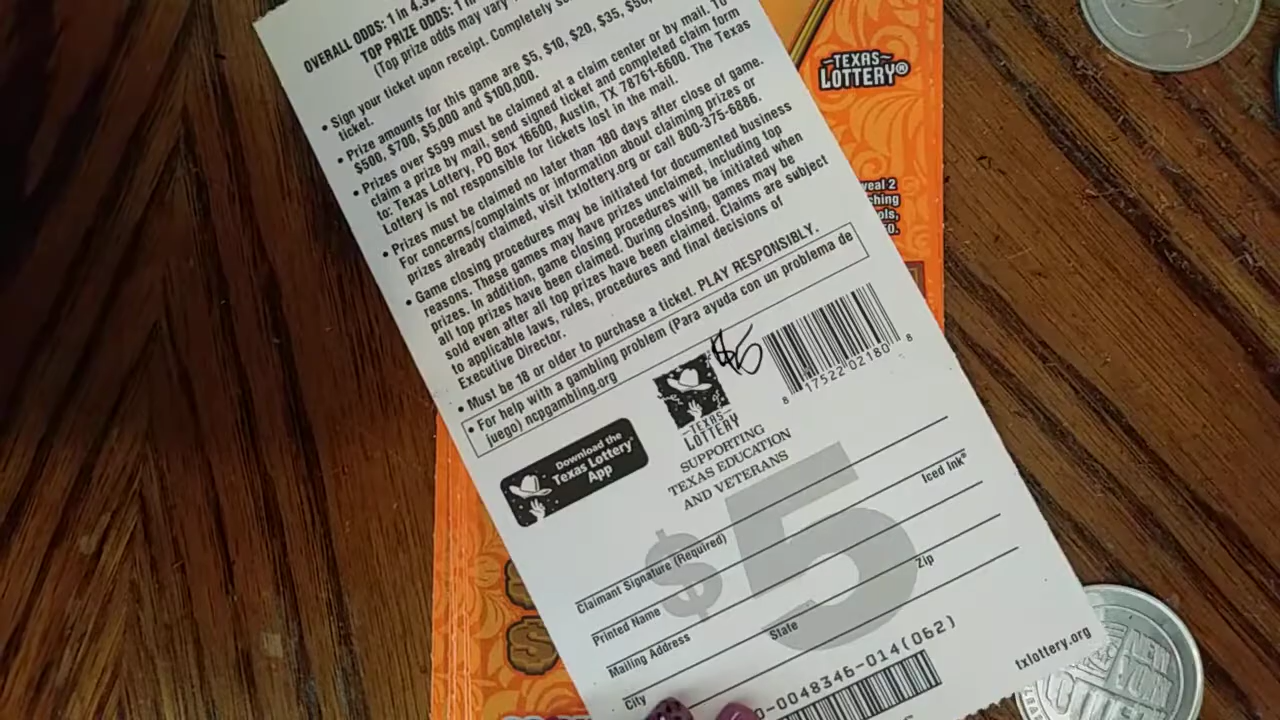 OVERALL ODDS: 1 in 4.
TOP PRIZE ODDS: 1 in
(Top prize odds may vary
• Sign your ticket upon receipt. Completely
ticket.
• Prize amounts for this game are $5, $10, $20, $35, $50,
$500, $700, $5,000 and $100,000.
• Prizes over $599 must be claimed at a claim center or by mail. To
claim a prize by mail, send signed ticket and completed claim form
to: Texas Lottery, PO Box 16600, Austin, TX 78761-6600. The Texas
Lottery is not responsible for tickets lost in the mail.
• Prizes must be claimed no later than 180 days after close of game.
For concerns/complaints or information about claiming prizes or
prizes already claimed, visit txlottery.org or call 800-375-6886.
• Game closing procedures may be initiated for documented business
reasons. These games may have prizes unclaimed, including top
prizes. In addition, game closing procedures will be initiated when
all top prizes have been claimed. During closing, games may be
sold even after all top prizes have been claimed. Claims are subject
to applicable laws, rules, procedures and final decisions of
Executive Director.
• Must be 18 or older to purchase a ticket. PLAY RESPONSIBLY.
• For help with a gambling problem (Para ayuda con un problema de
juego) ncpgambling.org
Download the
Texas Lottery®
App
TEXAS
LOTTERY
SUPPORTING
TEXAS EDUCATION
AND VETERANS
8 17522 02180 8
$5
Iced Ink®
Claimant Signature (Required)
Printed Name
Mailing Address
City
State
Zip
0-0048346-014(062)
txlottery.org
TEXAS
LOTTERY®